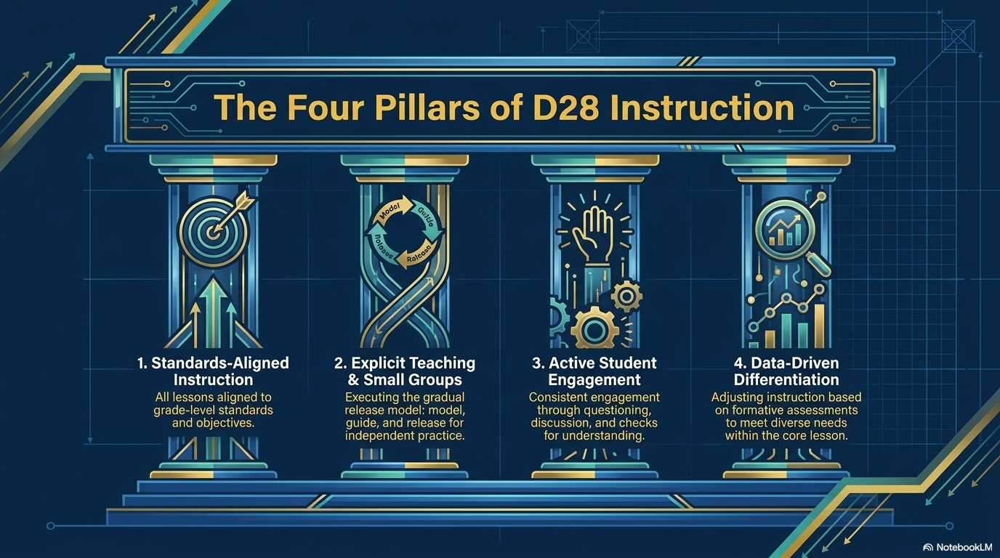 The Four Pillars of D28 Instruction
Model
Guide
Release
1. Standards-Aligned
Instruction
All lessons aligned to
grade-level standards
and objectives.
2. Explicit Teaching
& Small Groups
Executing the gradual
release model: model,
guide, and release for
independent practice.
3. Active Student
Engagement
Consistent engagement
through questioning,
discussion, and checks
for understanding.
4. Data-Driven
Differentiation
Adjusting instruction based
on formative assessments
to meet diverse needs
within the core lesson.
NotebookLM